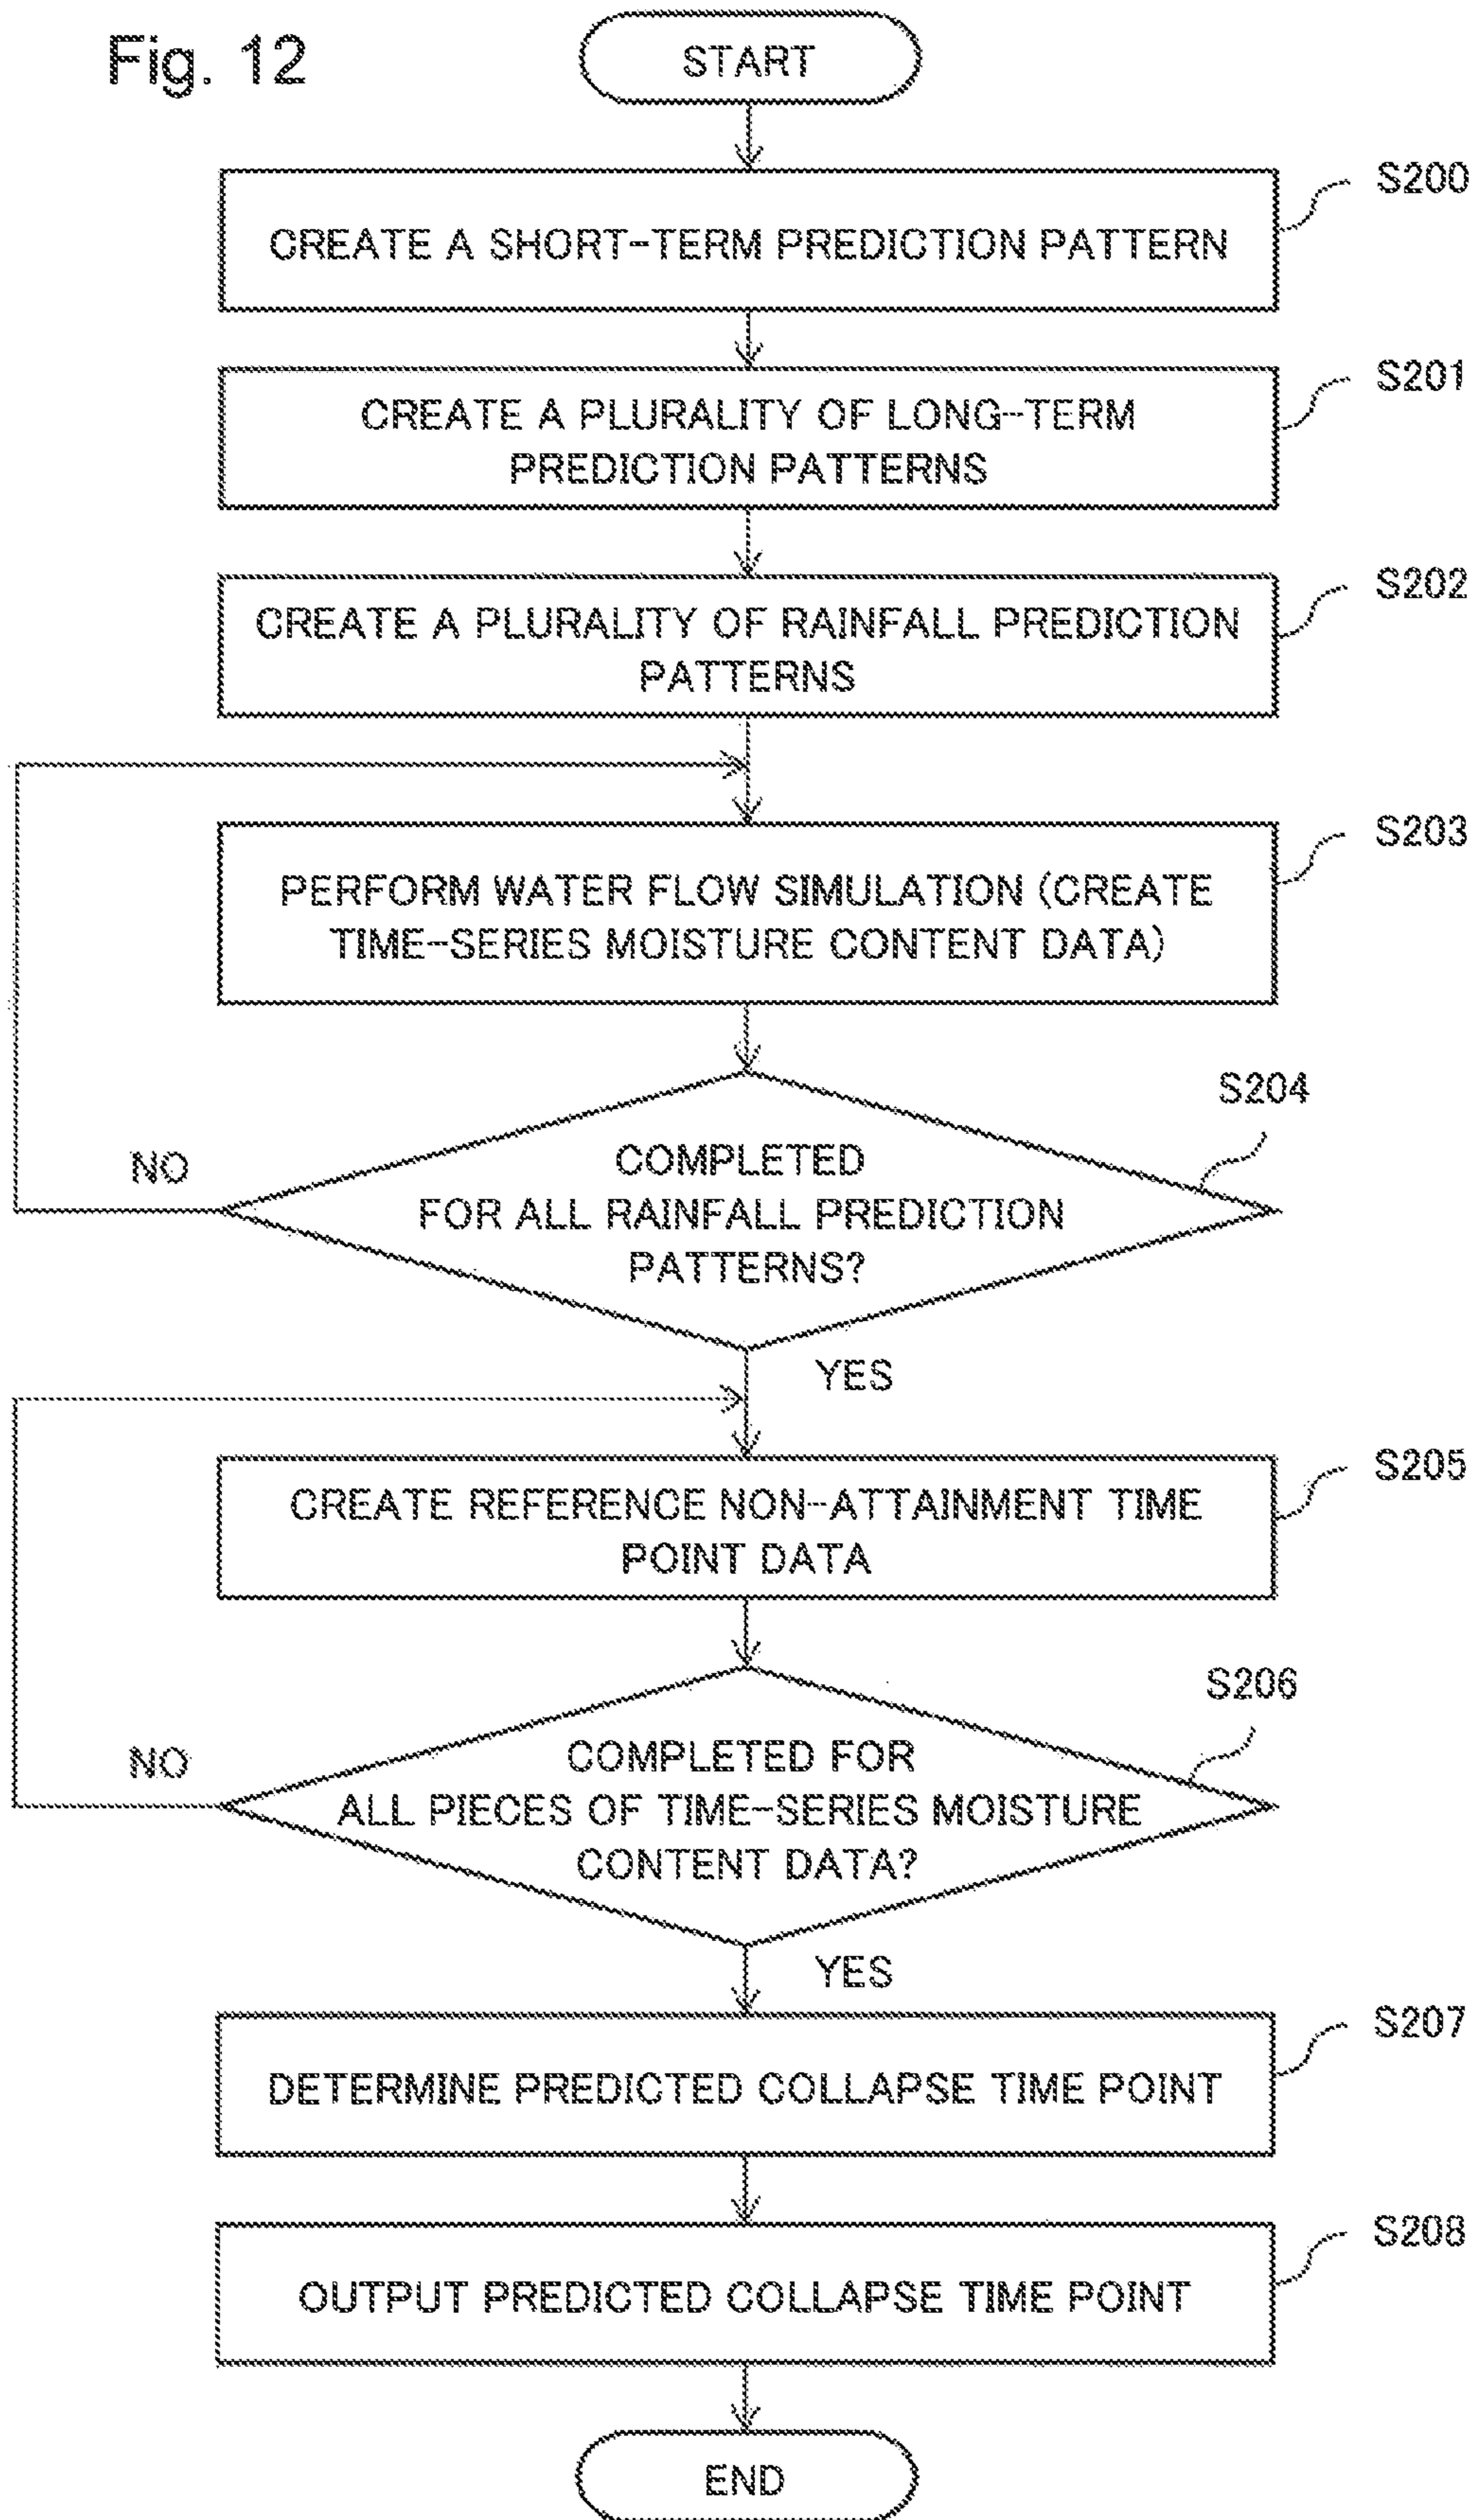 Fig. 12
START
S200
CREATE A SHORT-TERM PREDICTION PATTERN
S201
CREATE A PLURALITY OF LONG-TERM
PREDICTION PATTERNS
S202
CREATE A PLURALITY OF RAINFALL PREDICTION
PATTERNS
S203
PERFORM WATER FLOW SIMULATION (CREATE
TIME-SERIES MOISTURE CONTENT DATA)
S204
NO
COMPLETED
FOR ALL RAINFALL PREDICTION
PATTERNS?
YES
S205
CREATE REFERENCE NON-ATTAINMENT TIME
POINT DATA
S206
NO
COMPLETED FOR
ALL PIECES OF TIME-SERIES MOISTURE
CONTENT DATA?
YES
S207
DETERMINE PREDICTED COLLAPSE TIME POINT
S208
OUTPUT PREDICTED COLLAPSE TIME POINT
END